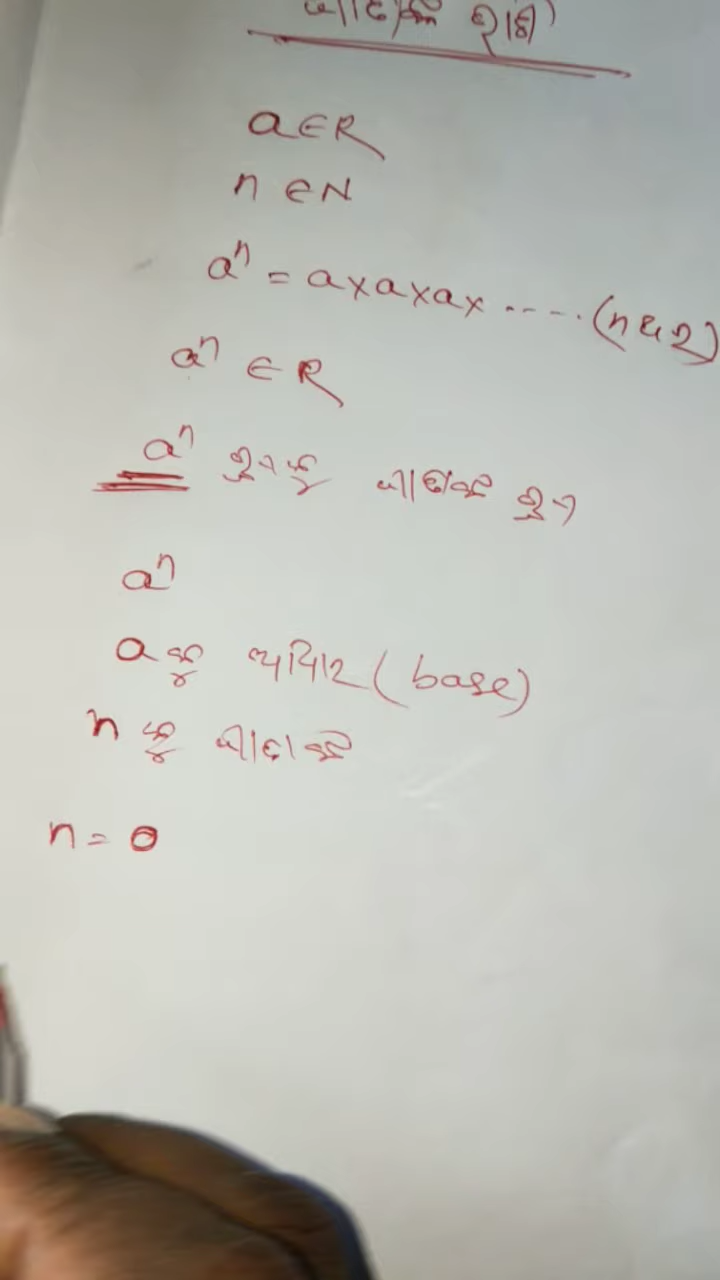 ଘାତାଙ୍କ ରାଶି
a ∈ R
n ∈ N
aⁿ = a×a×a× ..... (n ଥର)
aⁿ ∈ R
aⁿ
aⁿ
a କୁ ଆଧାର (base)
n କୁ ଘାତାଙ୍କ
n = 0